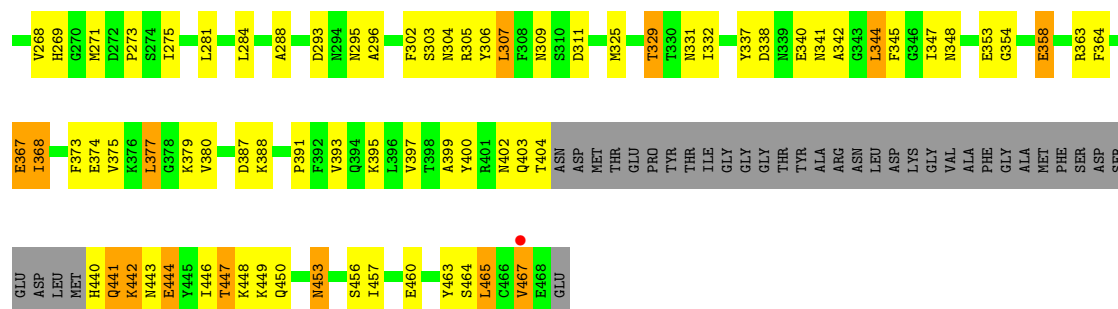 V268 H269 G270 M271 D272 P273 S274 I275 L281 L284 A288 D293 N294 N295 A296 F302 S303 N304 R305 Y306 L307 F308 N309 S310 D311 M325 T329 T330 N331 I332 Y337 D338 N339 E340 N341 A342 G343 L344 F345 G346 I347 N348 E353 G354 E358 R363 F364
E367 I368 F373 E374 V375 K376 L377 G378 K379 V380 D387 K388 P391 F392 V393 Q394 K395 L396 V397 T398 A399 Y400 R401 N402 Q403 T404 ASN ASP MET THR GLU PRO TYR THR ILE GLY GLY GLY THR TYR ALA ARG ASN LEU ASP LYS GLY VAL ALA PHE GLY ALA MET PHE SER ASP SER
GLU ASP LEU MET H440 Q441 K442 N443 E444 Y445 I446 T447 K448 K449 Q450 N453 S456 I457 E460 Y463 S464 L465 C466 V467 E468 GLU